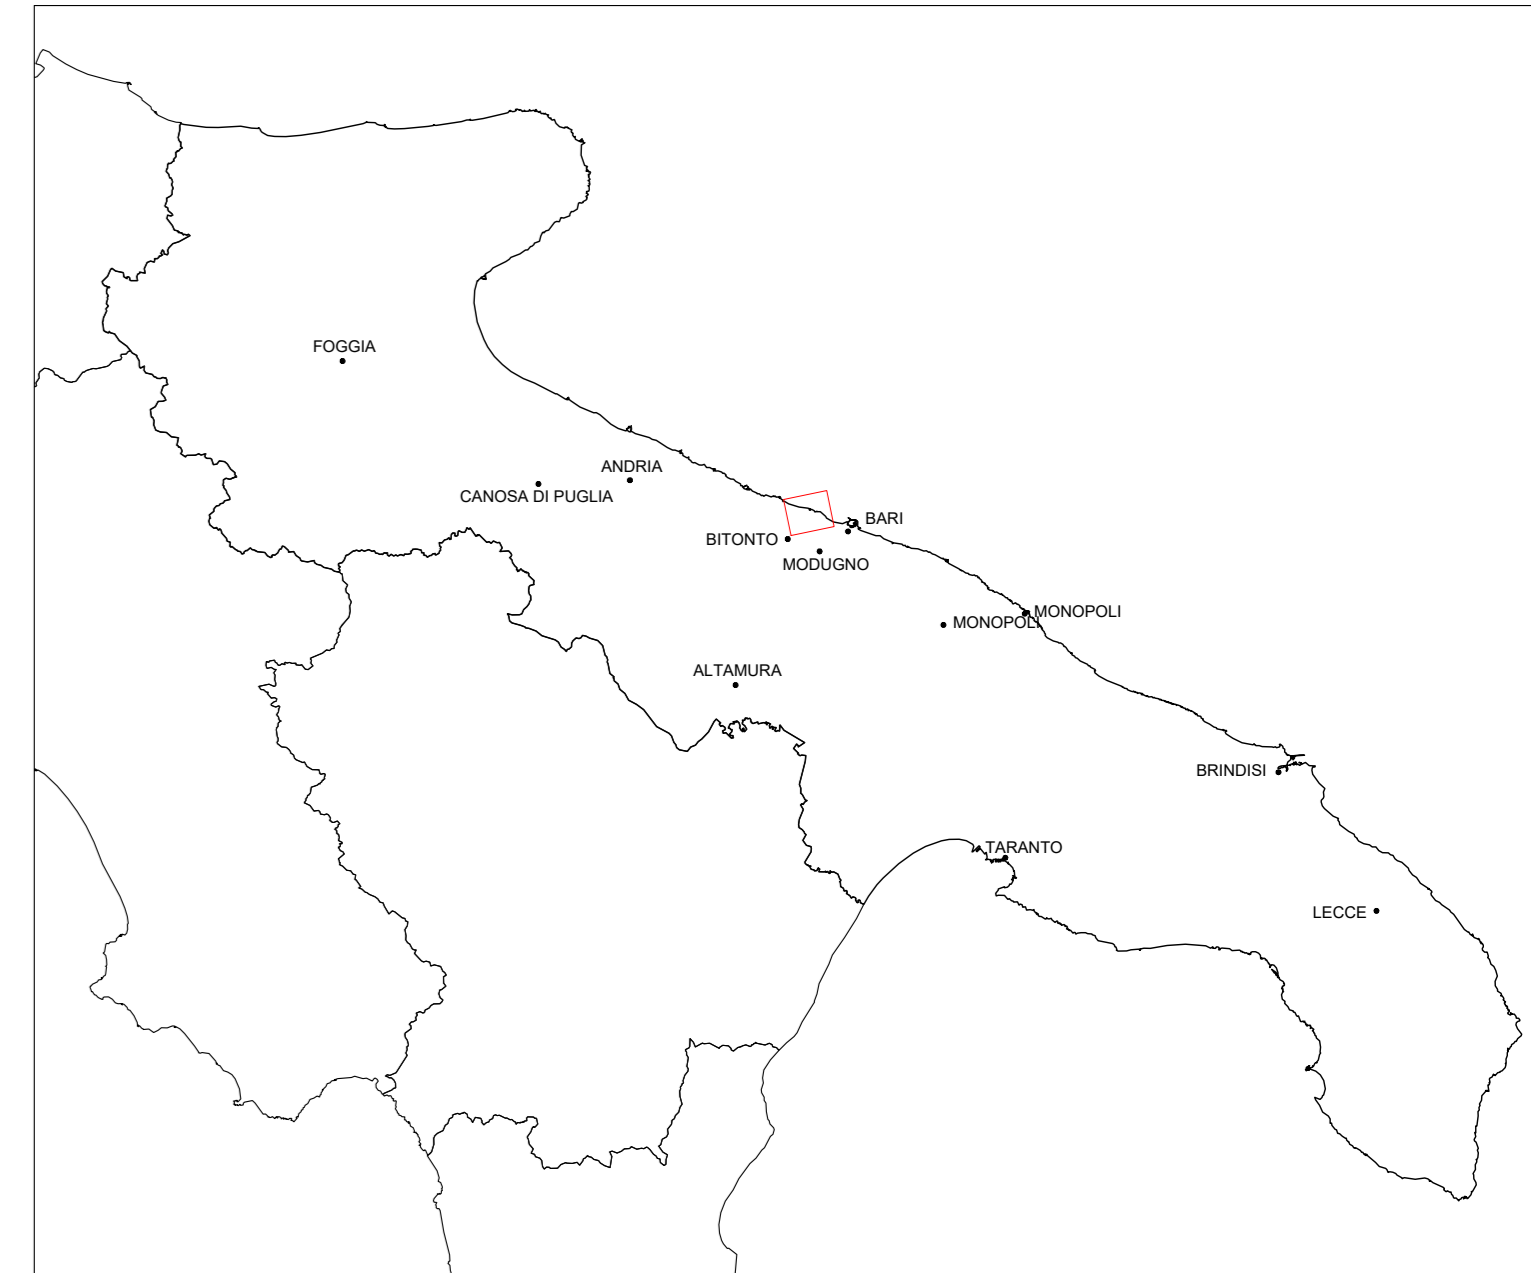 FOGGIA
ANDRIA
CANOSA DI PUGLIA
BARI
BITONTO
MODUGNO
MONOPOLI
MONOPOLI
ALTAMURA
BRINDISI
TARANTO
LECCE